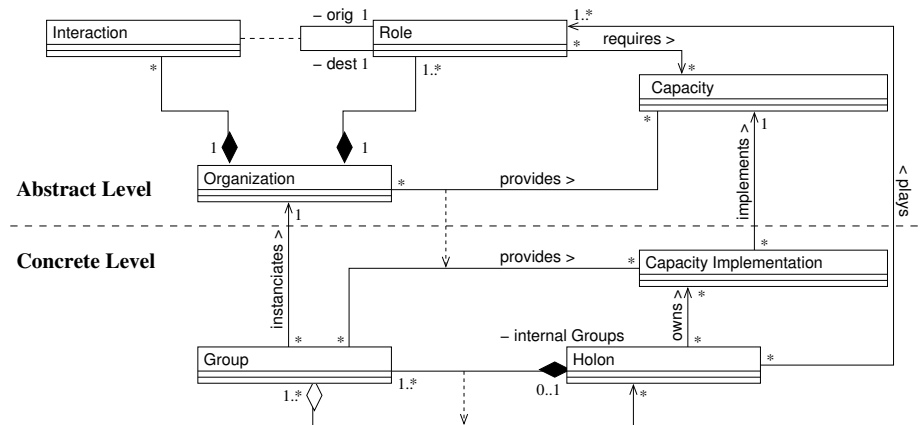 – orig 1
1..*
Interaction
Role
requires >
*
– dest 1
*
1..*
*
Capacity
*
1
implements >
1
1
Organization
*
provides >
< plays
Abstract Level
1
*
Concrete Level
provides >
*
Capacity Implementation
instanciates >
owns >
*
– internal Groups
*
*
*
Group
Holon
*
1..*
1..*
0..1
*